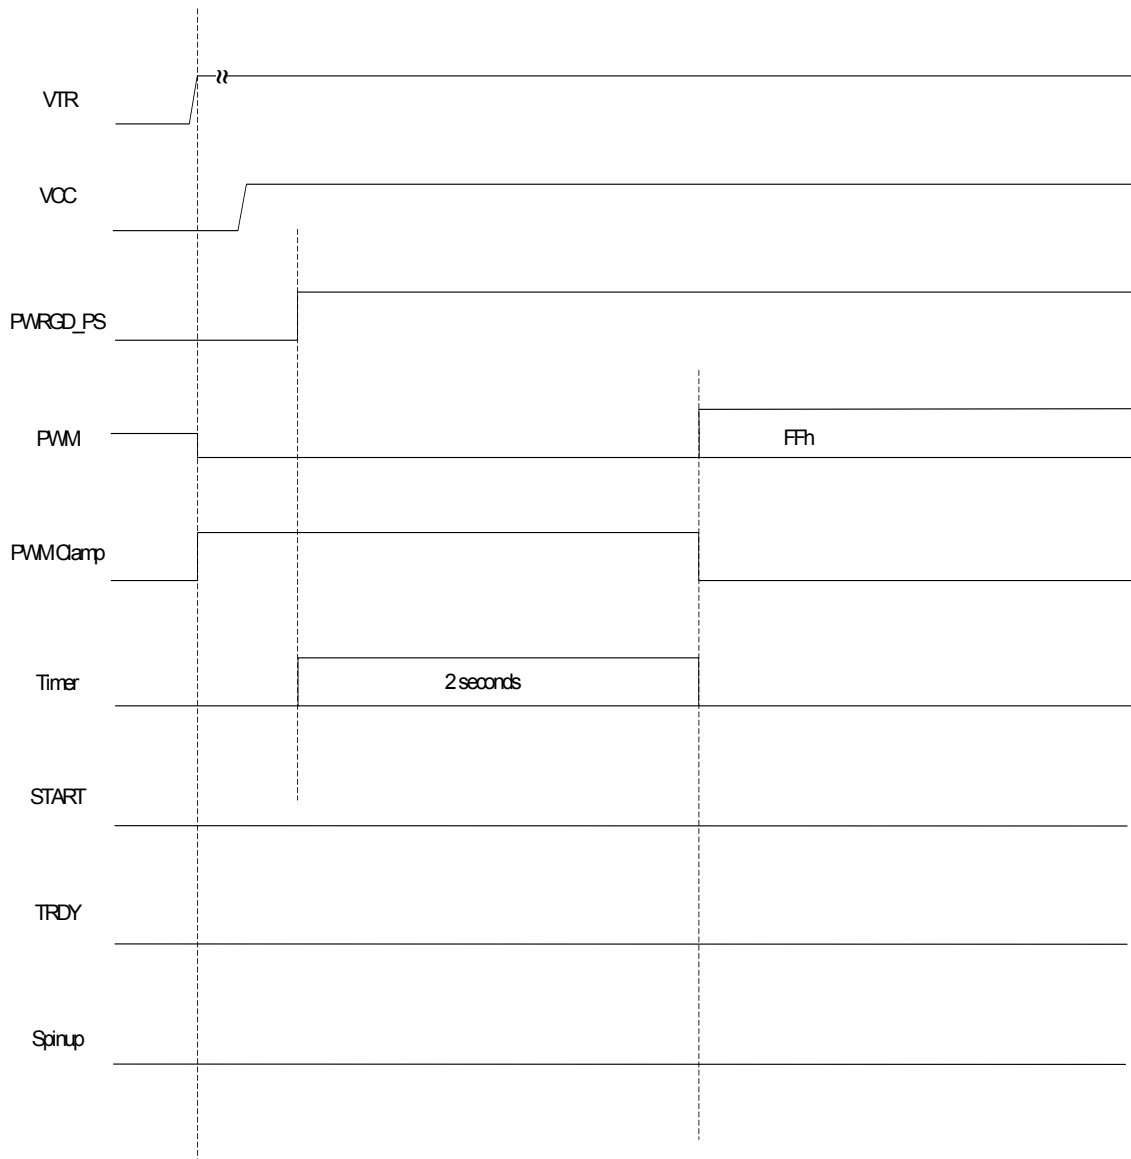 VTR
VCC
PWRGD_PS
PWM
FFh
PWM Clamp
Timer
2 seconds
START
TRDY
Spinup